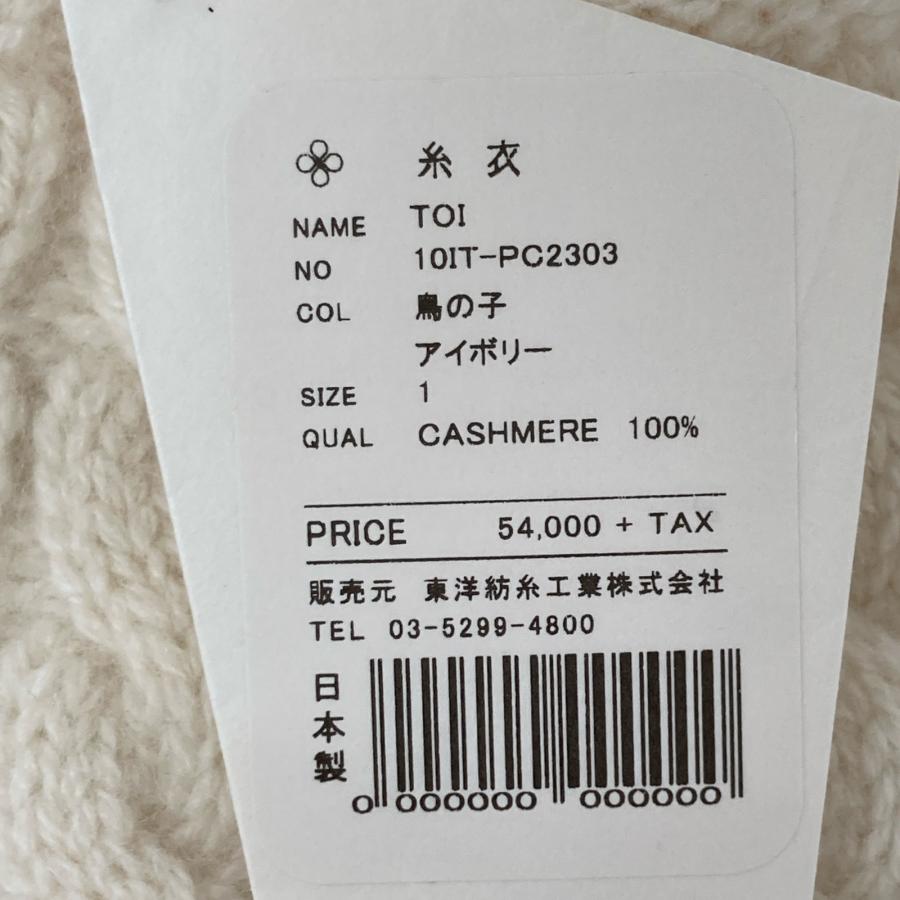 糸衣
NAME TOI
NO 10IT-PC2303
COL 鳥の子
アイボリー
SIZE 1
QUAL CASHMERE 100%
PRICE 54,000 + TAX
販売元 東洋紡糸工業株式会社
TEL 03-5299-4800
日本製
0 000000 000000